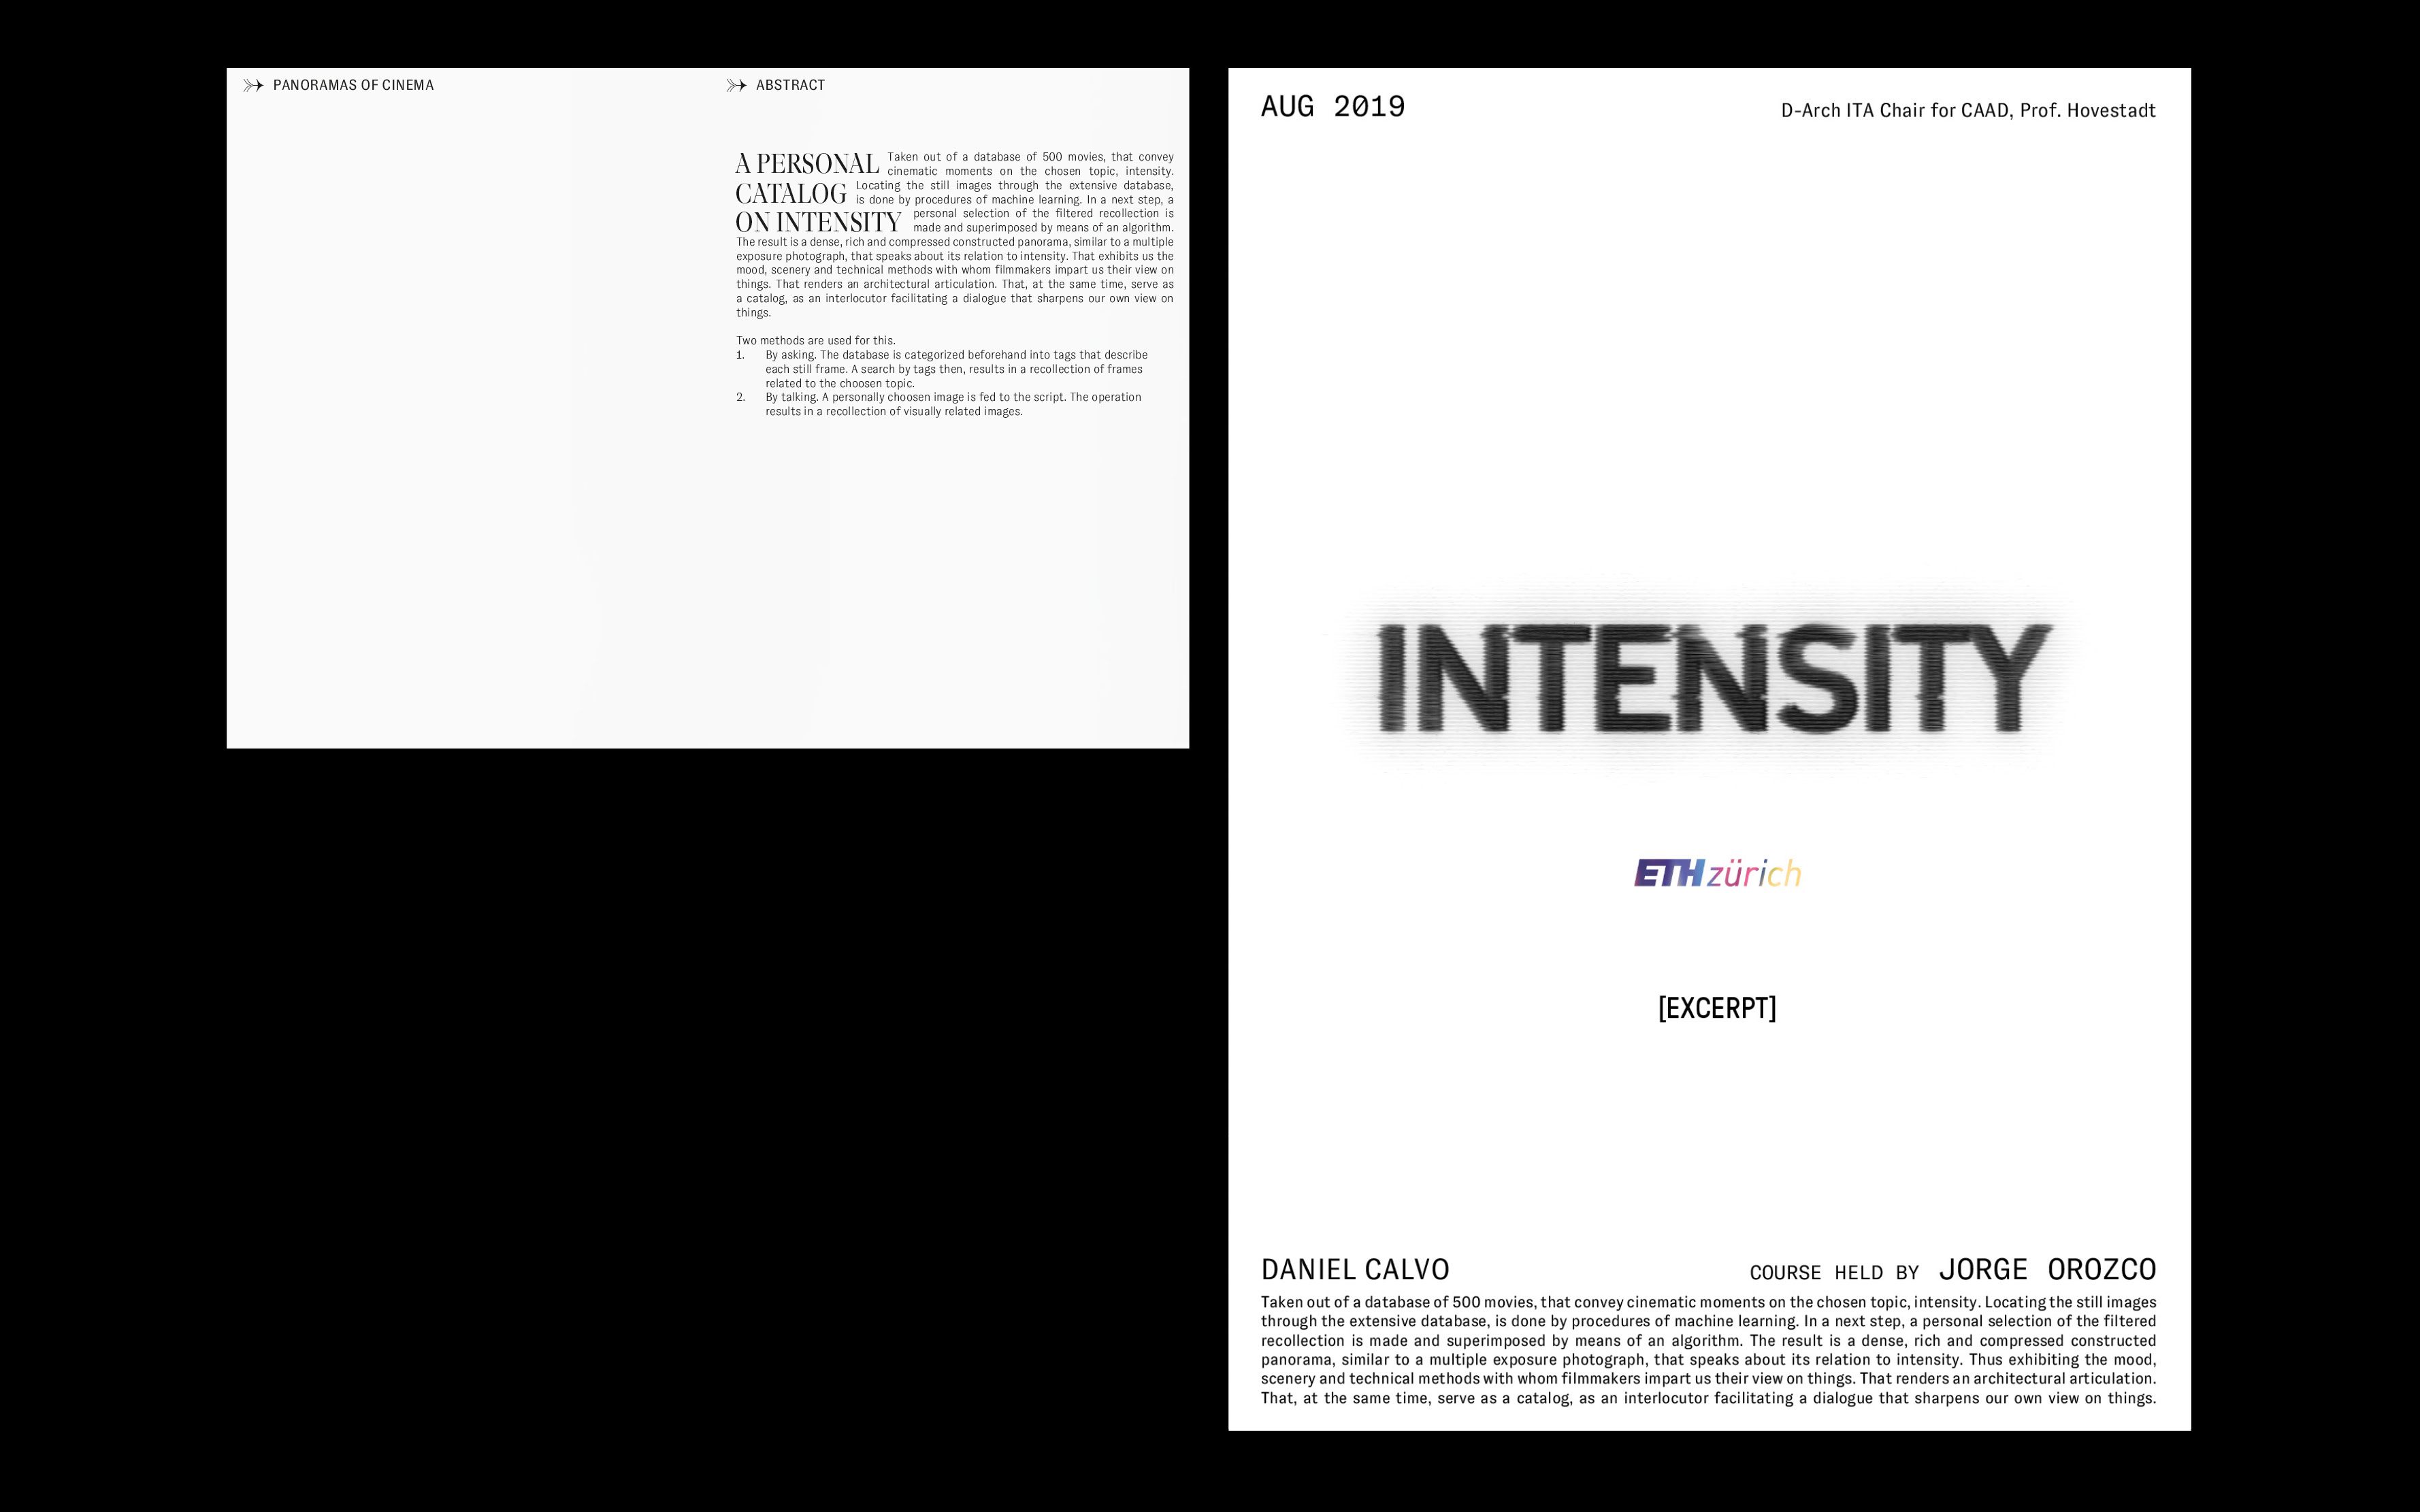 PANORAMAS OF CINEMA
ABSTRACT
A PERSONAL
CATALOG
ON INTENSITY
Taken out of a database of 500 movies, that convey
cinematic moments on the chosen topic, intensity.
Locating the still images through the extensive database,
is done by procedures of machine learning. In a next step, a
personal selection of the filtered recollection is
made and superimposed by means of an algorithm.
The result is a dense, rich and compressed constructed panorama, similar to a multiple
exposure photograph, that speaks about its relation to intensity. That exhibits us the
mood, scenery and technical methods with whom filmmakers impart us their view on
things. That renders an architectural articulation. That, at the same time, serve as
a catalog, as an interlocutor facilitating a dialogue that sharpens our own view on
things.
Two methods are used for this.
1. By asking. The database is categorized beforehand into tags that describe
each still frame. A search by tags then, results in a recollection of frames
related to the choosen topic.
2. By talking. A personally choosen image is fed to the script. The operation
results in a recollection of visually related images.
AUG 2019
D-Arch ITA Chair for CAAD, Prof. Hovestadt
INTENSITY
ETH zürich
[EXCERPT]
DANIEL CALVO
COURSE HELD BY JORGE OROZCO
Taken out of a database of 500 movies, that convey cinematic moments on the chosen topic, intensity. Locating the still images
through the extensive database, is done by procedures of machine learning. In a next step, a personal selection of the filtered
recollection is made and superimposed by means of an algorithm. The result is a dense, rich and compressed constructed
panorama, similar to a multiple exposure photograph, that speaks about its relation to intensity. Thus exhibiting the mood,
scenery and technical methods with whom filmmakers impart us their view on things. That renders an architectural articulation.
That, at the same time, serve as a catalog, as an interlocutor facilitating a dialogue that sharpens our own view on things.